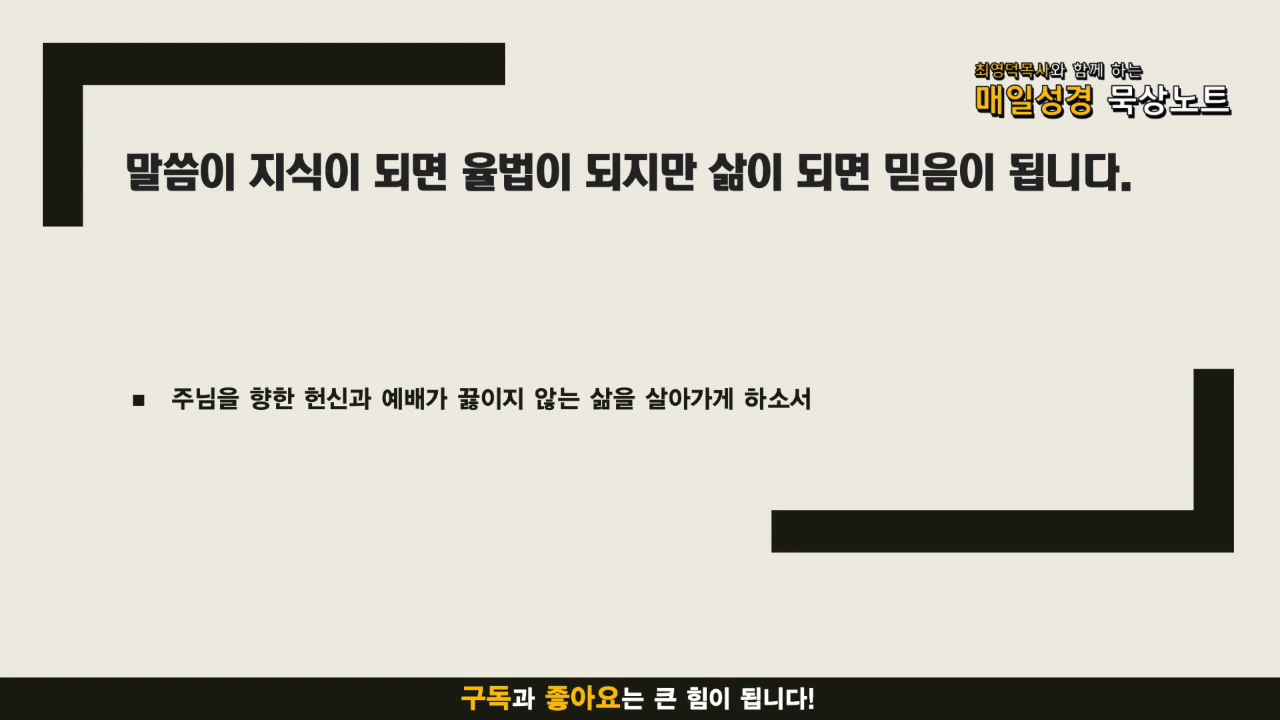 최영덕목사와 함께 하는
매일성경 묵상노트
말씀이 지식이 되면 율법이 되지만 삶이 되면 믿음이 됩니다.
■ 주님을 향한 헌신과 예배가 끓이지 않는 삶을 살아가게 하소서
구독과 좋아요는 큰 힘이 됩니다!